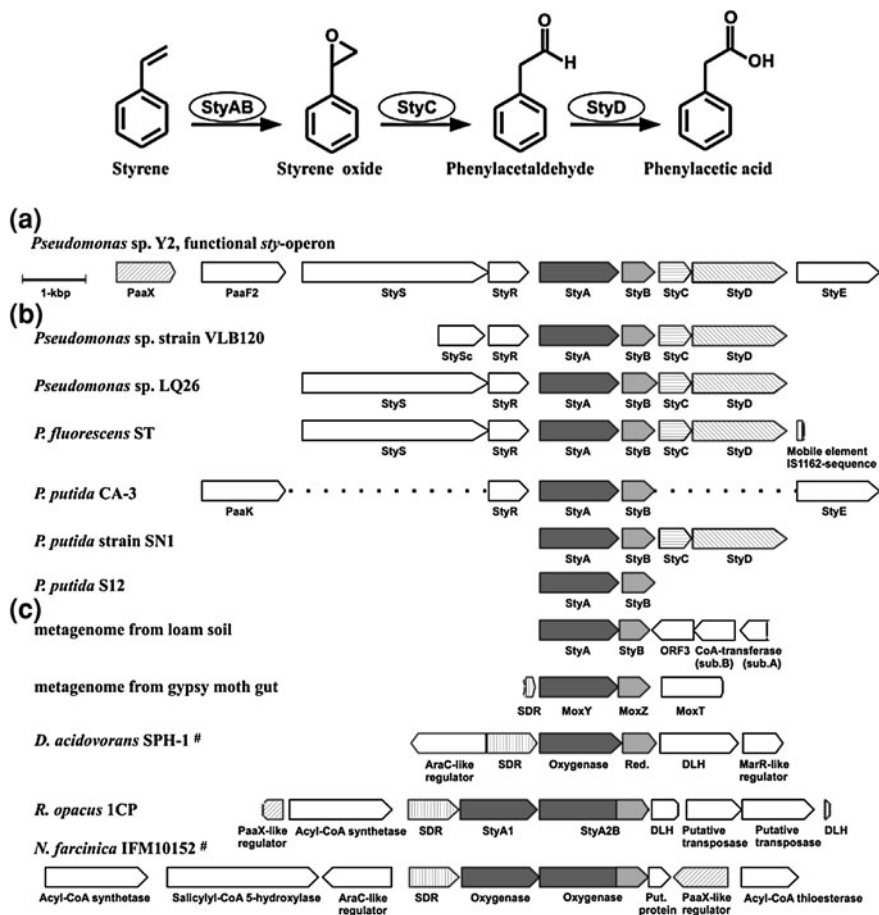 O
O
O
H
OH
StyAB
StyC
StyD
Styrene
Styrene oxide
Phenylacetaldehyde
Phenylacetic acid
(a)
Pseudomonas sp. Y2, functional sty-operon
1-kbp
PaaX
PaaF2
StyS
StyR
StyA
StyB
StyC
StyD
StyE
(b)
Pseudomonas sp. strain VLB120
StySc
StyR
StyA
StyB
StyC
StyD
Pseudomonas sp. LQ26
StyS
StyR
StyA
StyB
StyC
StyD
P. fluorescens ST
StyS
StyR
StyA
StyB
StyC
StyD
Mobile element
IS1162-sequence
P. putida CA-3
PaaK
StyR
StyA
StyB
StyE
P. putida strain SN1
StyA
StyB
StyC
StyD
P. putida S12
StyA
StyB
(c)
metagenome from loam soil
StyA
StyB
ORF3
CoA-transferase
(sub.B)
(sub.A)
metagenome from gypsy moth gut
SDR
MoxY
MoxZ
MoxT
D. acidovorans SPH-1 #
AraC-like
regulator
SDR
Oxygenase
Red.
DLH
MarR-like
regulator
R. opacus 1CP
PaaX-like
regulator
Acyl-CoA synthetase
SDR
StyA1
StyA2B
DLH
Putative
transposase
Putative
transposase
DLH
N. farcinica IFM10152 #
Acyl-CoA synthetase
Salicylyl-CoA 5-hydroxylase
AraC-like
regulator
SDR
Oxygenase
Oxygenase
Put.
protein
PaaX-like
regulator
Acyl-CoA thioesterase